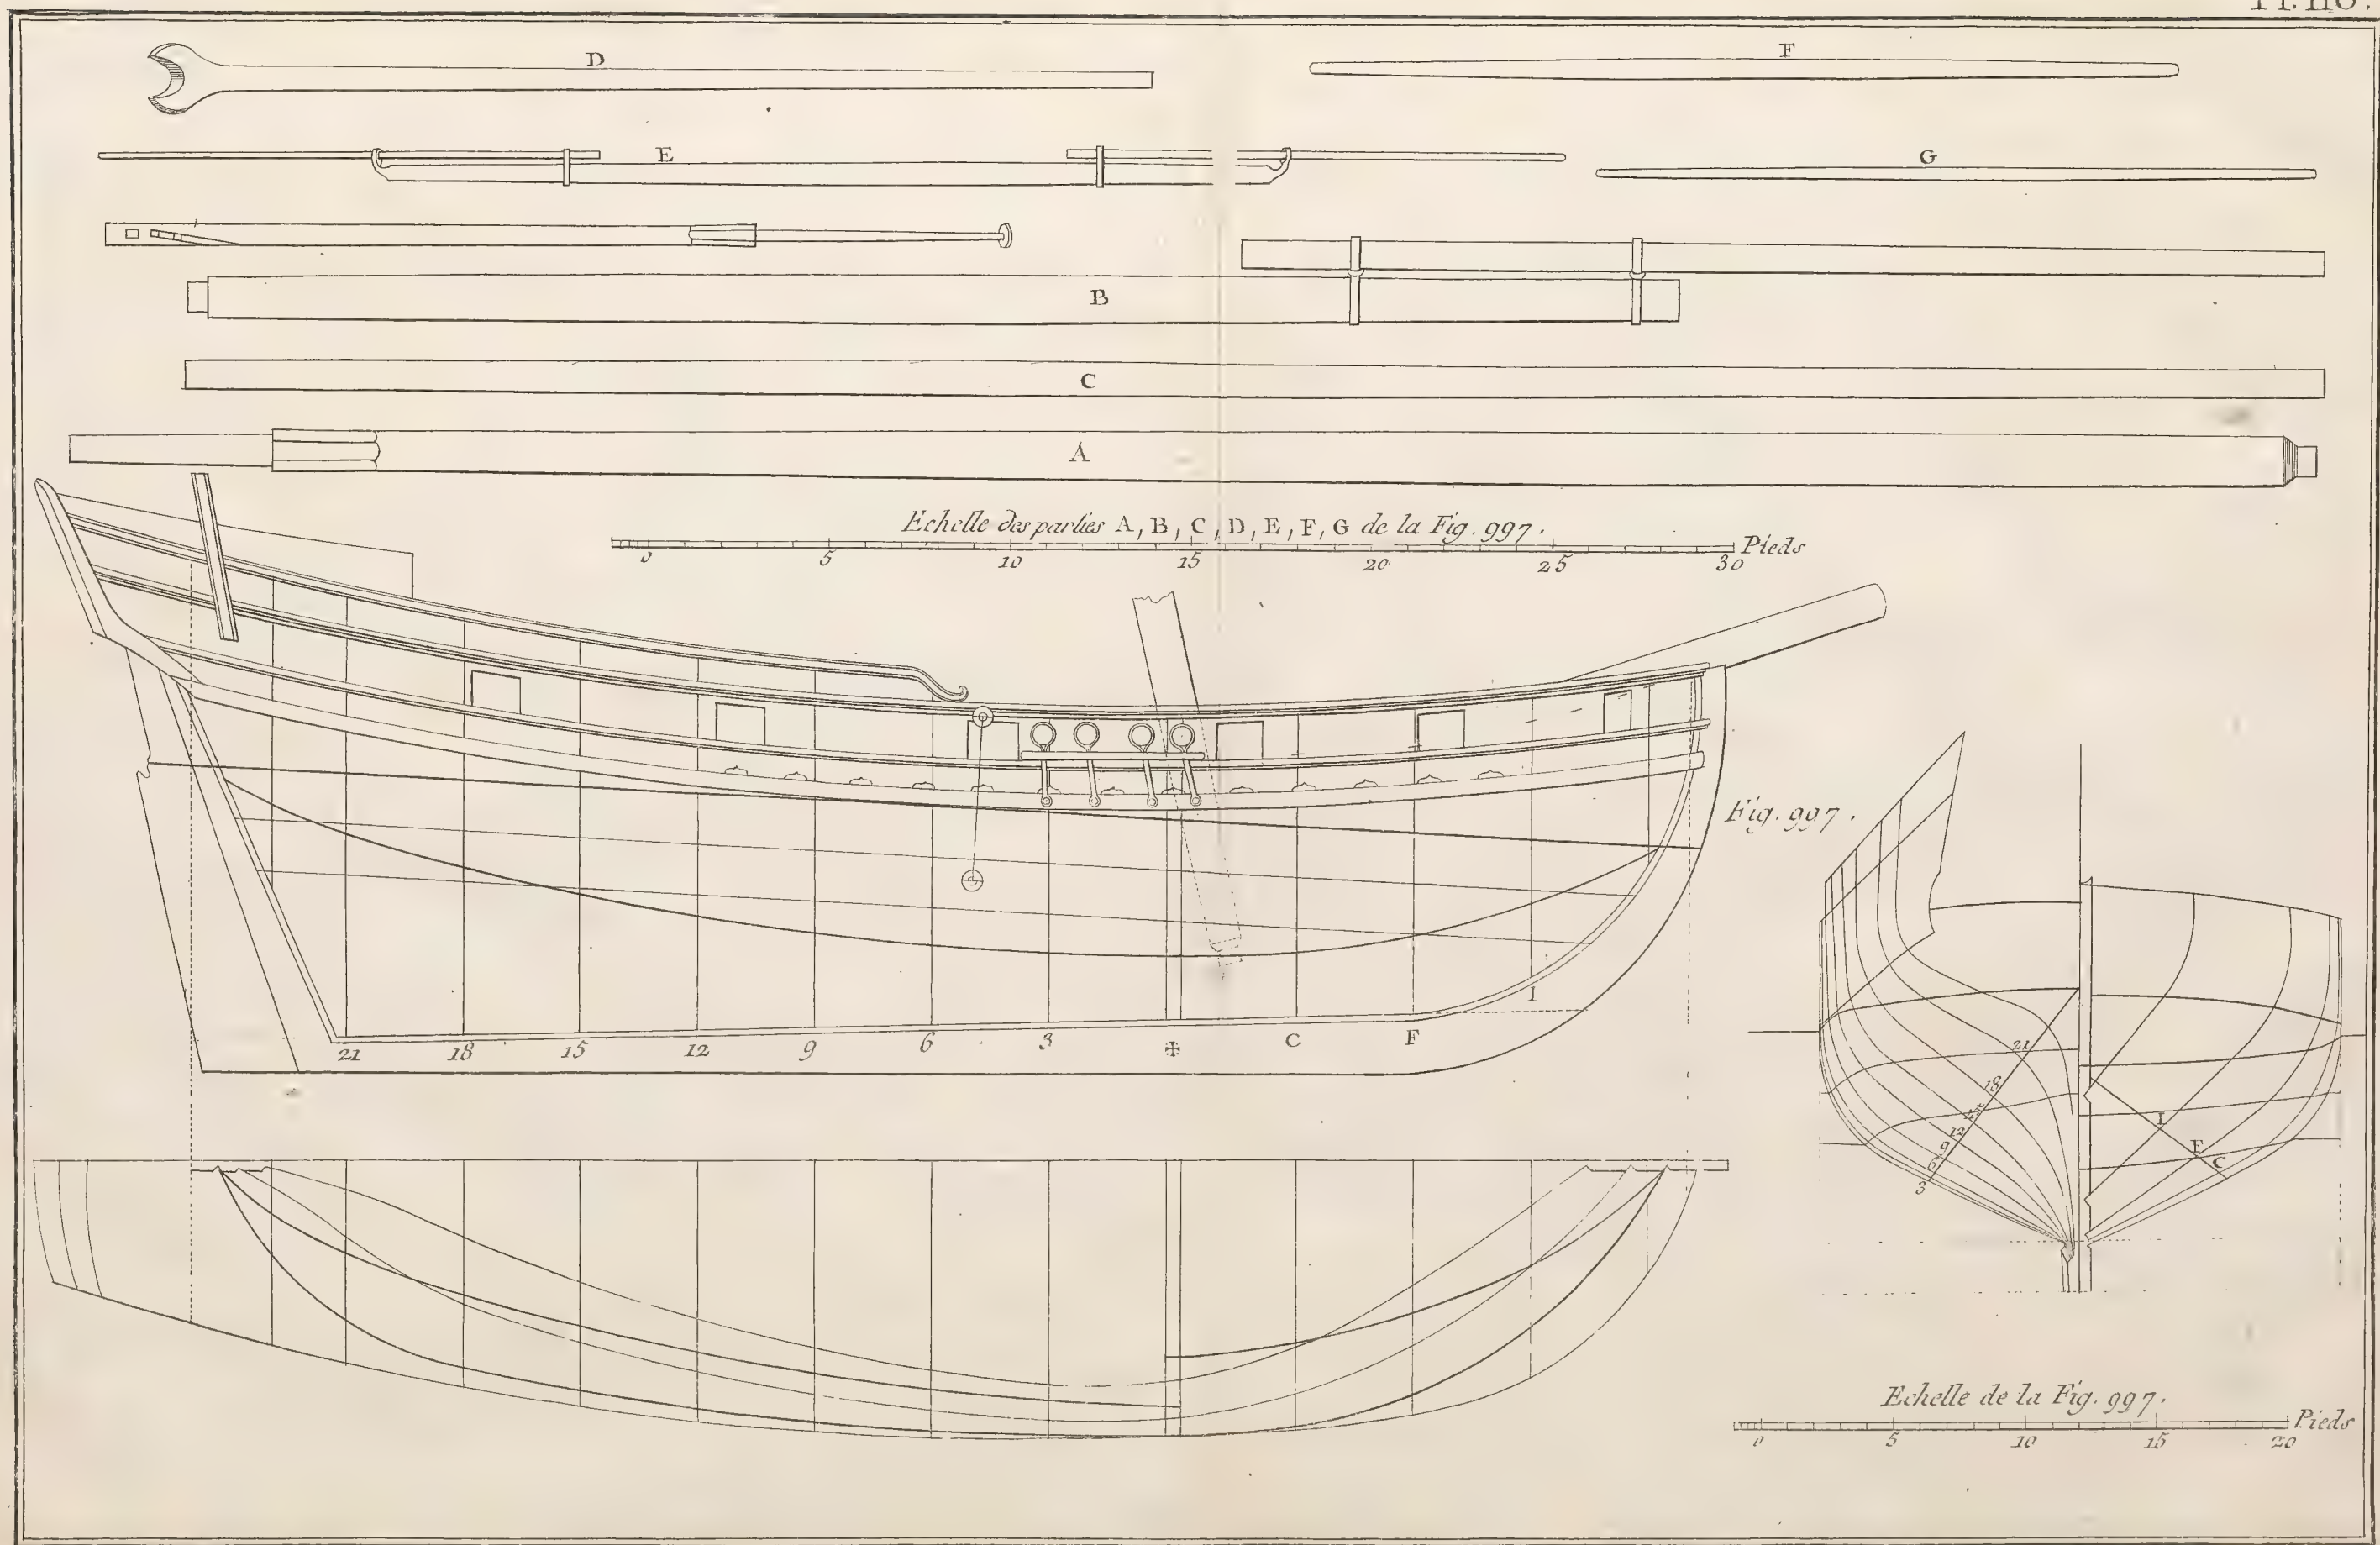 Pl. 116.
D
F
E
G
B
C
A
Echelle des parties A, B, C, D, E, F, G de la Fig. 997.
0 5 10 15 20 25 30 Pieds
Fig. 997.
I
21 18 15 12 9 6 3 ✠ C F
21
18
15
12
9
6
3
I
F
C
Echelle de la Fig. 997.
0 5 10 15 20 Pieds